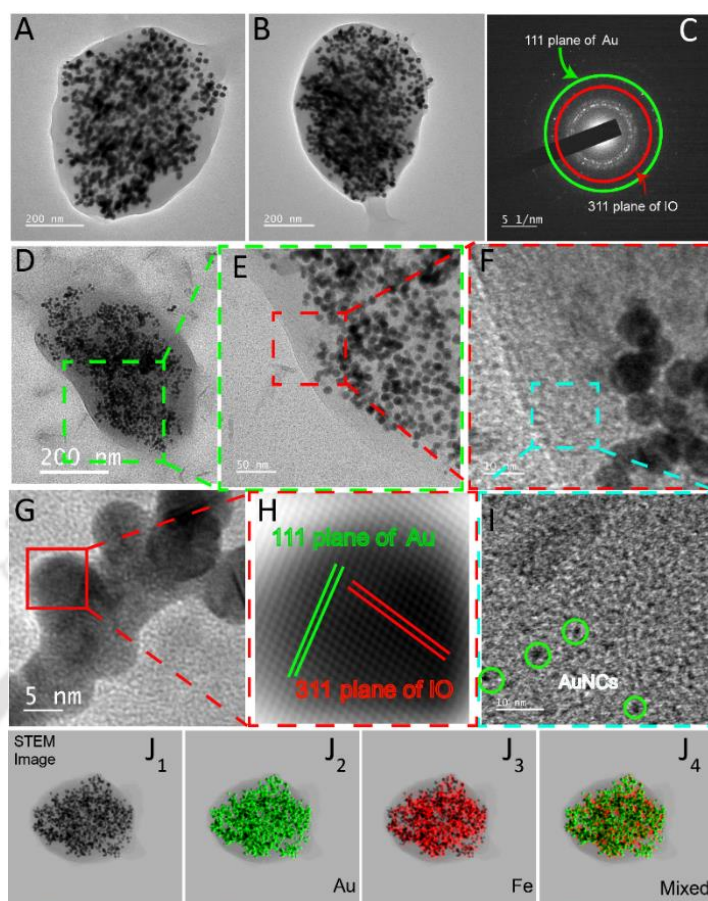 A
200 nm
B
200 nm
C
111 plane of Au
311 plane of IO
5 1/nm
D
200 nm
E
50 nm
F
10 nm
G
5 nm
H
111 plane of Au
311 plane of IO
I
AuNCs
10 nm
STEM
Image
J1
J2
Au
J3
Fe
J4
Mixed